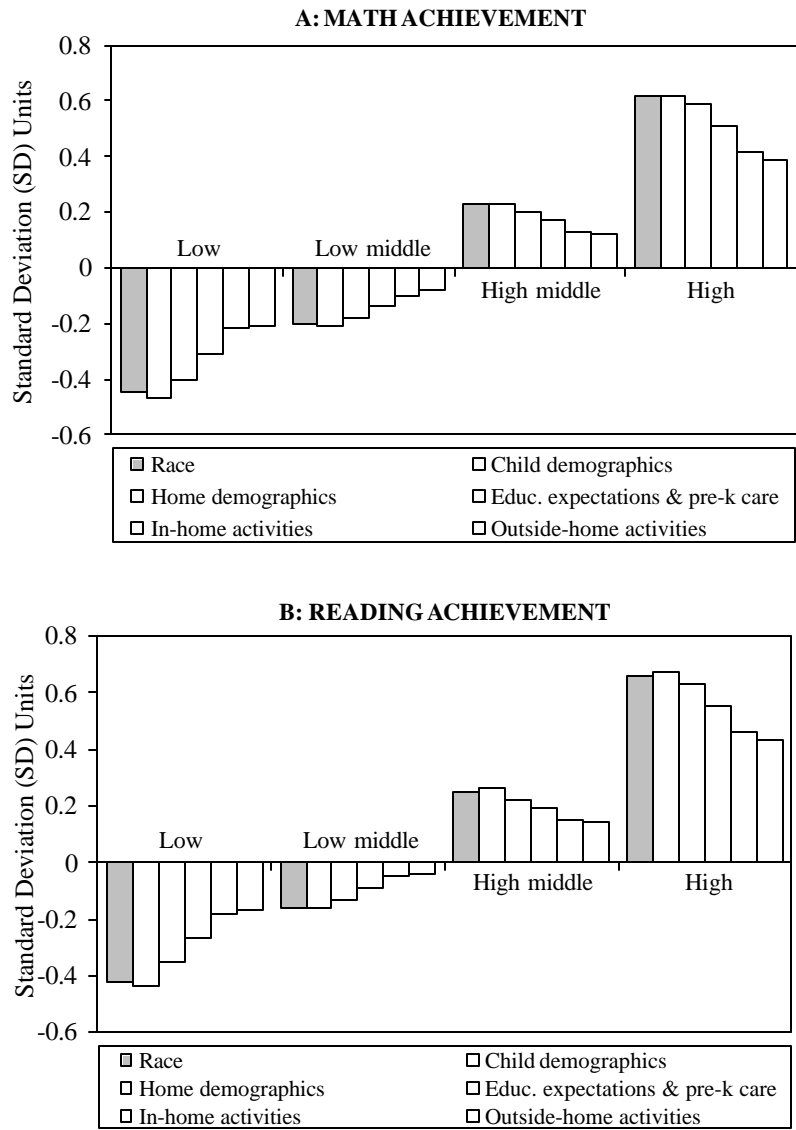 A: MATH ACHIEVEMENT
Standard Deviation (SD) Units
0.8
0.6
0.4
0.2
0
-0.2
-0.4
-0.6
Low
Low middle
High middle
High
Race
Child demographics
Home demographics
Educ. expectations & pre-k care
In-home activities
Outside-home activities
B: READING ACHIEVEMENT
Standard Deviation (SD) Units
0.8
0.6
0.4
0.2
0
-0.2
-0.4
-0.6
Low
Low middle
High middle
High
Race
Child demographics
Home demographics
Educ. expectations & pre-k care
In-home activities
Outside-home activities